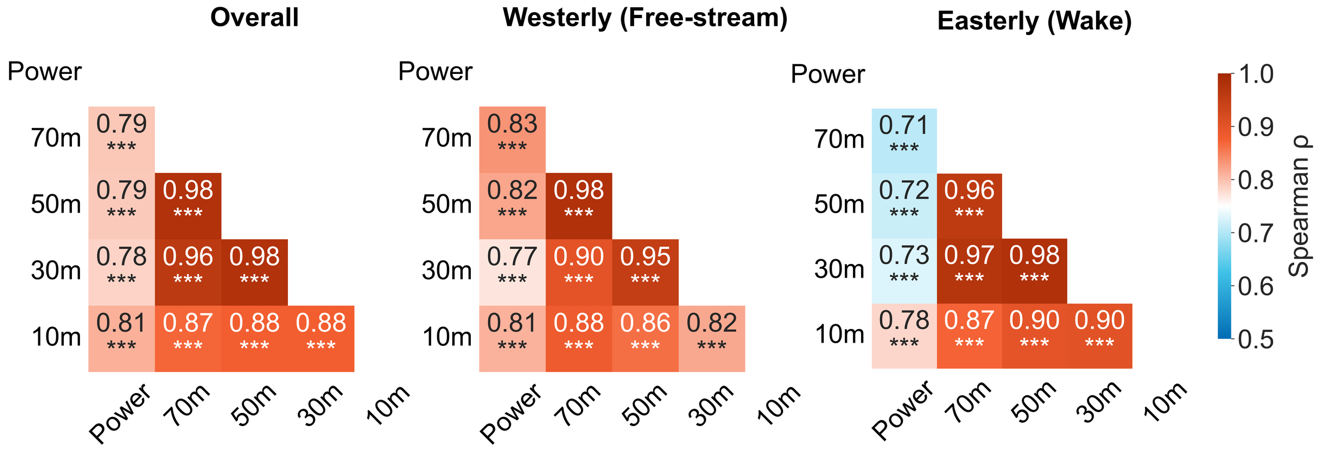 Overall
Westerly (Free-stream)
Easterly (Wake)
Power
70m
50m
30m
10m
0.79
***
0.79
***
0.98
***
0.78
***
0.96
***
0.98
***
0.81
***
0.87
***
0.88
***
0.88
***
Power
70m
50m
30m
10m
Power
70m
50m
30m
10m
0.83
***
0.82
***
0.98
***
0.77
***
0.90
***
0.95
***
0.81
***
0.88
***
0.86
***
0.82
***
Power
70m
50m
30m
10m
Power
70m
50m
30m
10m
0.71
***
0.72
***
0.96
***
0.73
***
0.97
***
0.98
***
0.78
***
0.87
***
0.90
***
0.90
***
Power
70m
50m
30m
10m
1.0
0.9
0.8
0.7
0.6
0.5
Spearman ρ